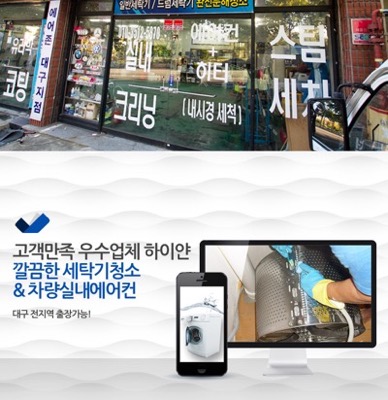 일반세탁기 / 드럼세탁기 완전분해청소
에어존 대구지점
유리막
코팅
실내
크리닝
에어컨
+
히터
[ 내시경 세척 ]
스팀
세차
고객만족 우수업체 하이얀
깔끔한 세탁기청소
& 차량실내에어컨
대구 전지역 출장가능!